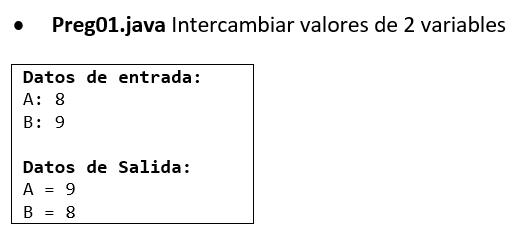 • Preg01.java Intercambiar valores de 2 variables
Datos de entrada:
A: 8
B: 9
Datos de Salida:
A = 9
B = 8